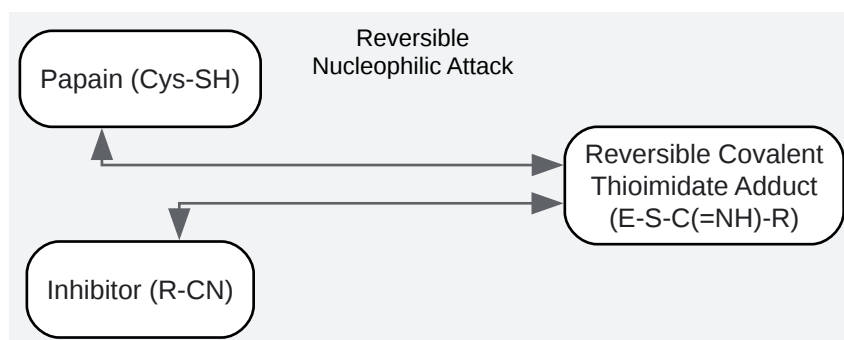 Reversible
Nucleophilic Attack
Papain (Cys-SH)
Reversible Covalent
Thioimidate Adduct
(E-S-C(=NH)-R)
Inhibitor (R-CN)